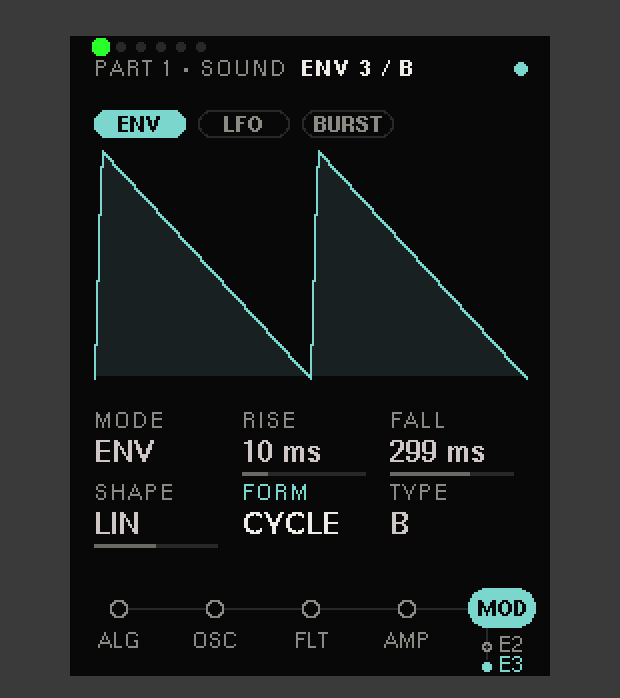 PART 1 • SOUND ENV 3 / B
ENV LFO BURST
MODE RISE FALL
ENV 10 ms 299 ms
SHAPE FORM TYPE
LIN CYCLE B
ALG OSC FLT AMP MOD
E2
E3